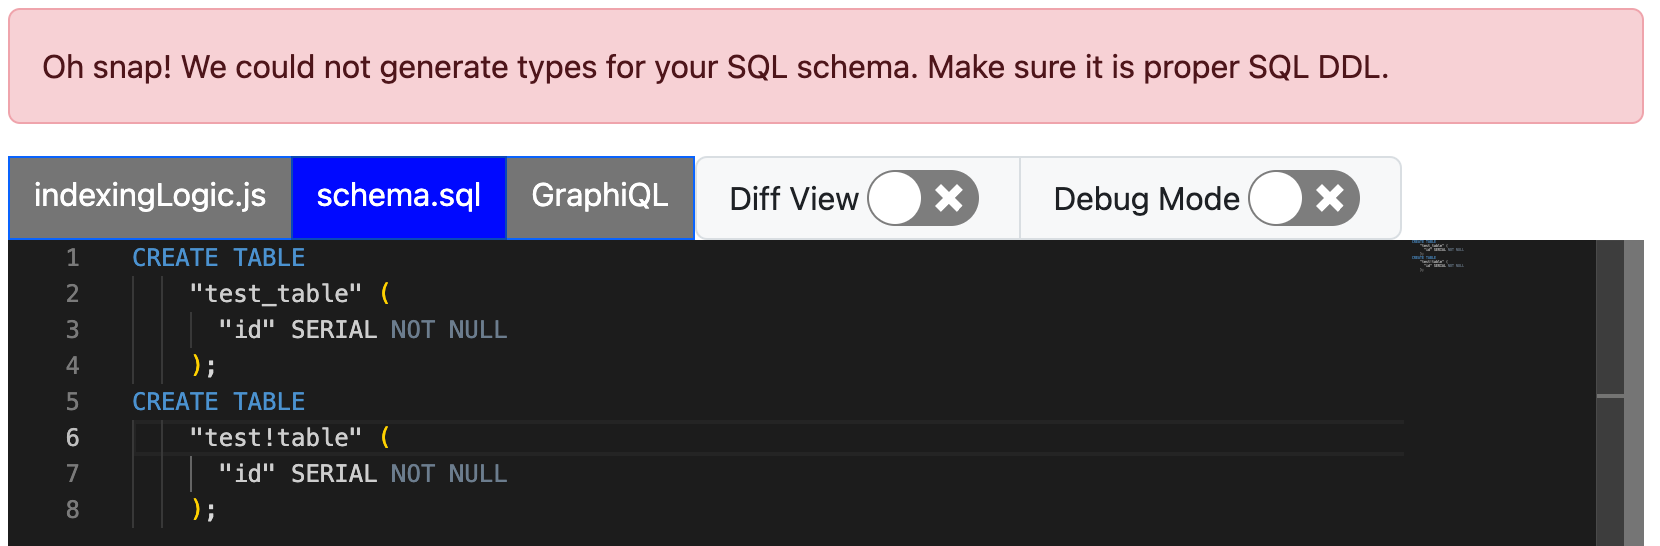 Oh snap! We could not generate types for your SQL schema. Make sure it is proper SQL DDL.
indexingLogic.js schema.sql GraphiQL Diff View Debug Mode
1 CREATE TABLE
2 "test_table" (
3 "id" SERIAL NOT NULL
4 );
5 CREATE TABLE
6 "test!table" (
7 "id" SERIAL NOT NULL
8 );